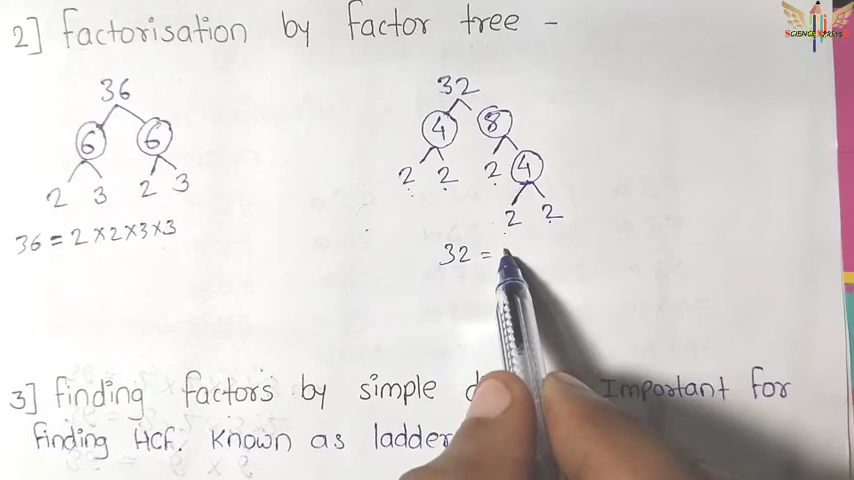 SCIENCE XPRESS
2] Factorisation by Factor tree -
36
6 6
2 3 2 3
36 = 2×2×3×3
32
4 8
2 2 2 4
2 2
32 =
3] Finding Factors by simple Important For
Finding HCF. Known as ladder